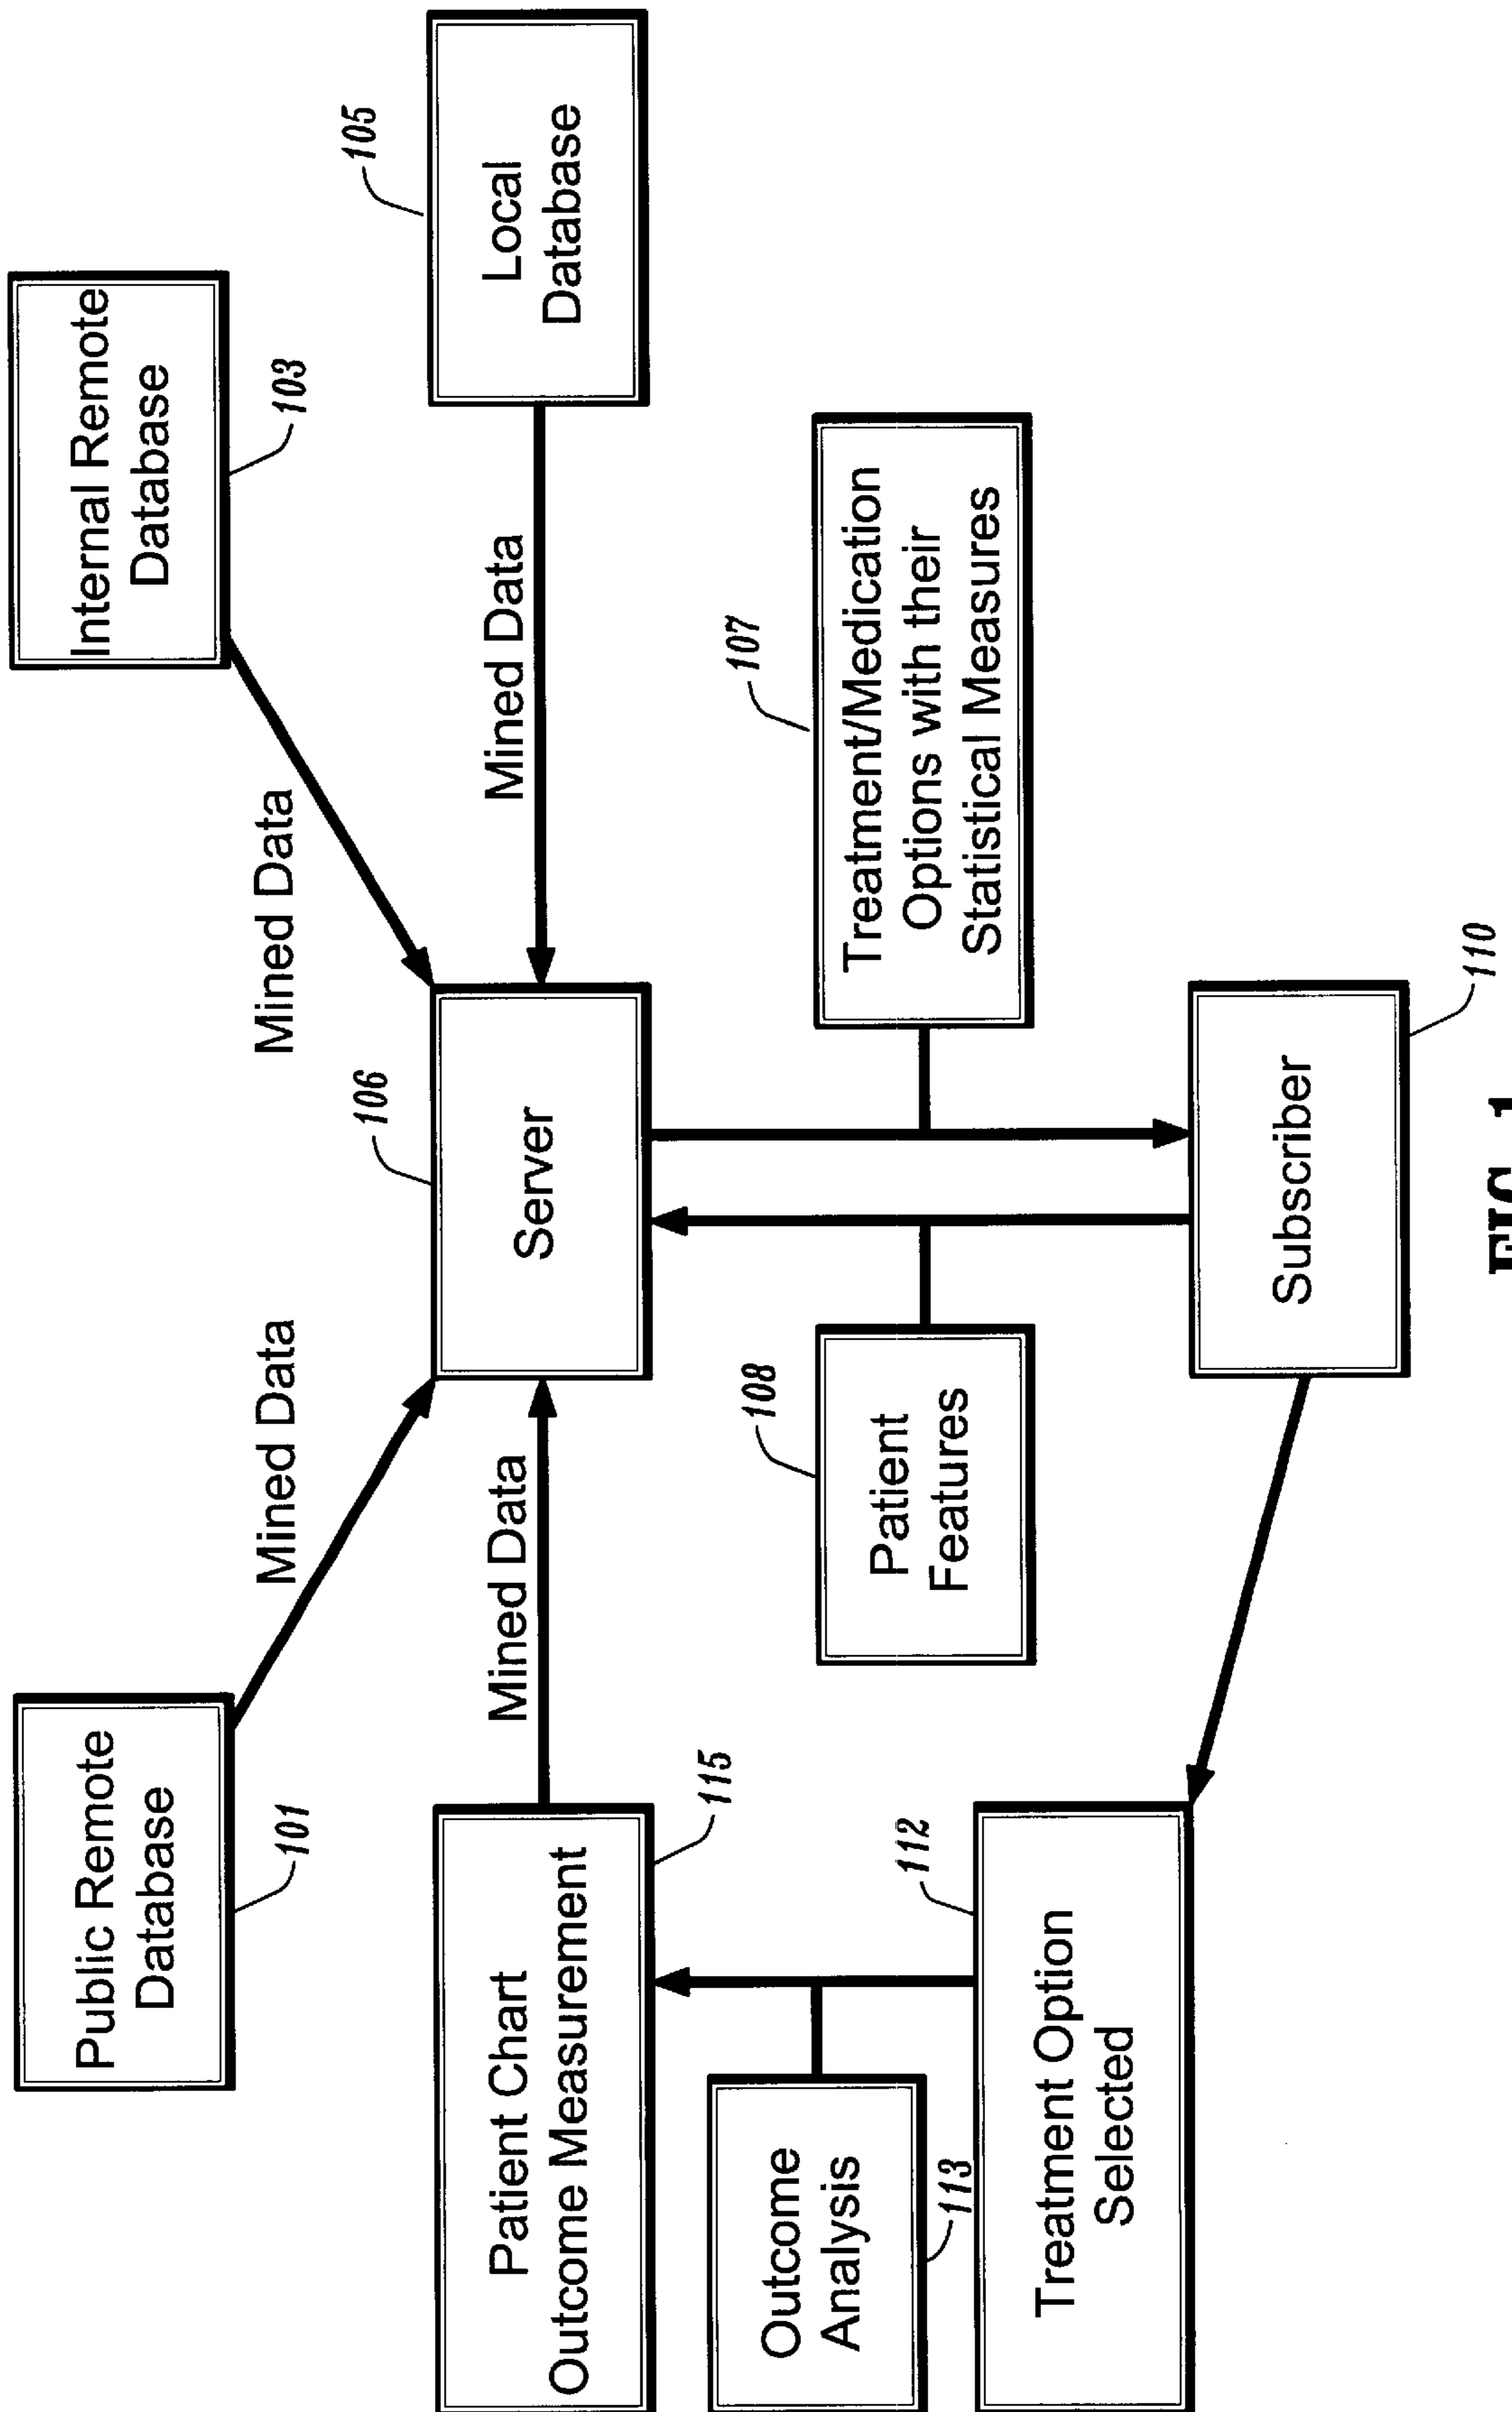 Public Remote
Database
101
Internal Remote
Database
103
Mined Data
Mined Data
106
105
Patient Chart
Outcome Measurement
115
Mined Data
Server
Mined Data
Local
Database
Outcome
Analysis
113
108
Patient
Features
107
Treatment/Medication
Options with their
Statistical Measures
112
Treatment Option
Selected
Subscriber
110
FIG. 1